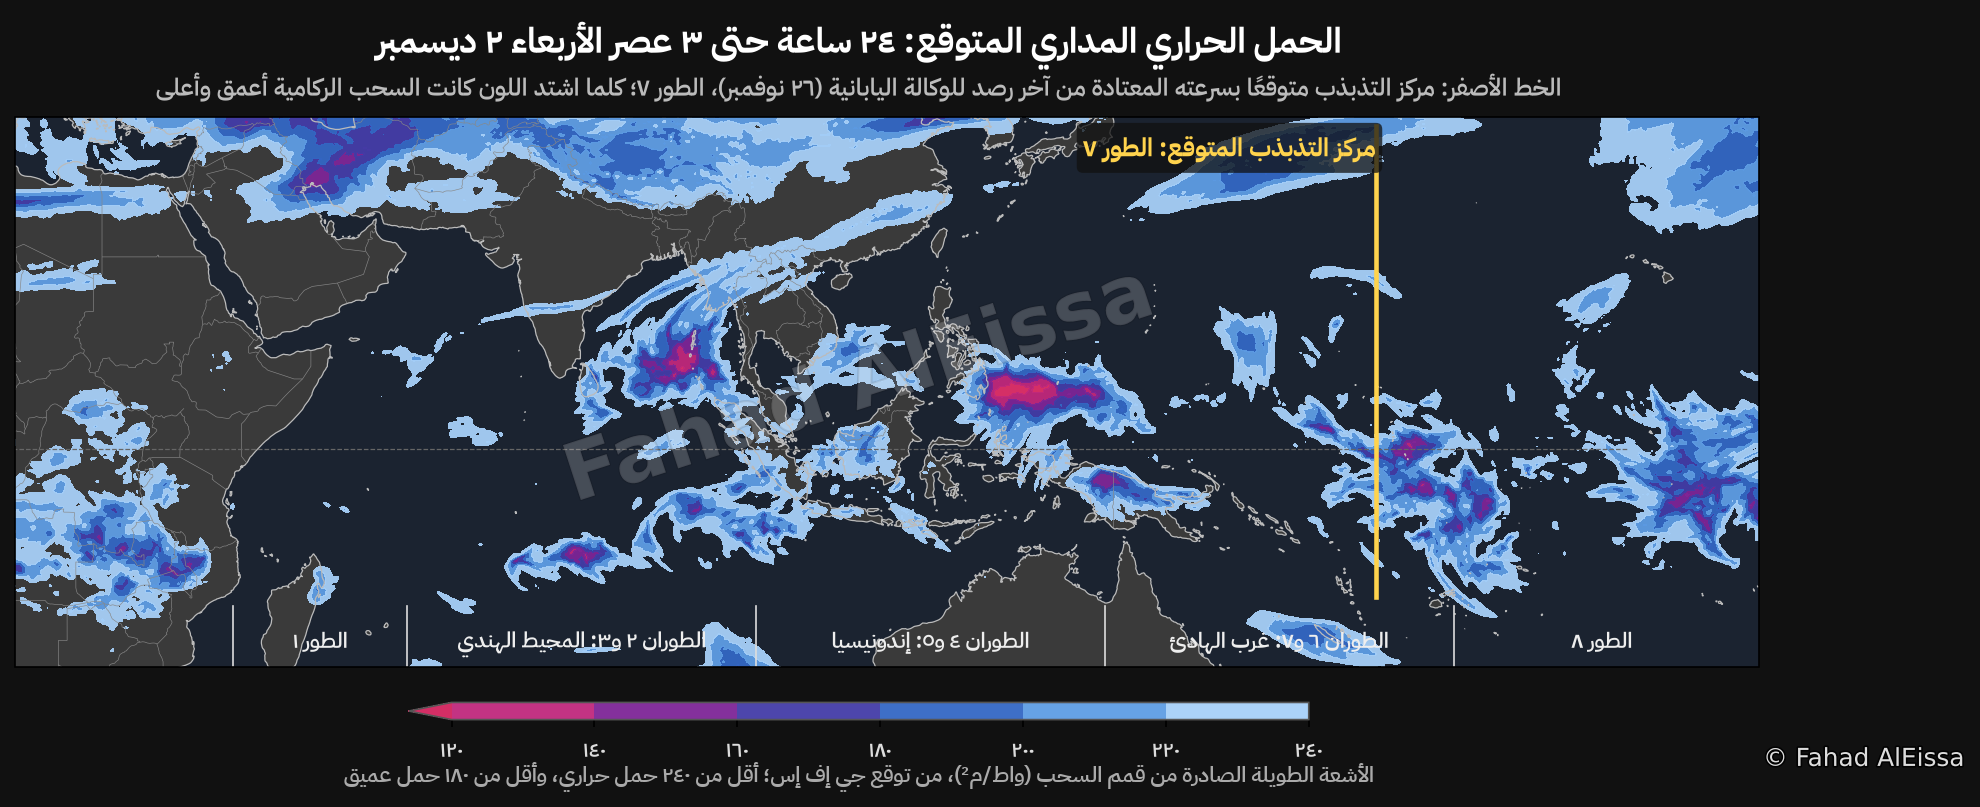 الحمل الحراري المداري المتوقع: ٢٤ ساعة حتى ٣ عصر الأربعاء ٢ ديسمبر
الخط الأصفر: مركز التذبذب متوقعًا بسرعته المعتادة من آخر رصد للوكالة اليابانية (٢٦ نوفمبر)، الطور ٧؛ كلما اشتد اللون كانت السحب الركامية أعمق وأعلى
مركز التذبذب المتوقع: الطور ٧
Fahad AlEissa
الطور ١
الطوران ٢ و٣: المحيط الهندي
الطوران ٤ و٥: إندونيسيا
الطوران ٦ و٧: غرب الهادئ
الطور ٨
١٢٠ ١٤٠ ١٦٠ ١٨٠ ٢٠٠ ٢٢٠ ٢٤٠
الأشعة الطويلة الصادرة من قمم السحب (واط/م²)، من توقع جي إف إس؛ أقل من ٢٤٠ حمل حراري، وأقل من ١٨٠ حمل عميق
© Fahad AlEissa